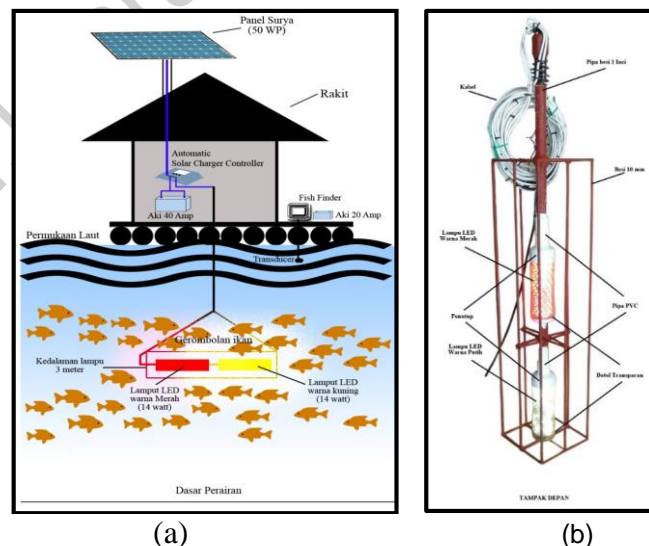 Panel Surya
(50 WP)
Rakit
Automatic
Solar Charger Controller
Aki 40 Amp
Fish Finder
Aki 20 Amp
Permukaan Laut
Transducer
Gerombolan ikan
Kedalaman lampu
3 meter
Lamput LED
warna Merah
(14 watt)
Lamput LED
warna kuning
(14 watt)
Dasar Perairan
(a)
Pipa besi 1 Inci
Kabel
Besi 10 mm
Lampu LED
Warna Merah
Pipa PVC
Penutup
Lampu LED
Warna Putih
Botol Transparan
TAMPAK DEPAN
(b)